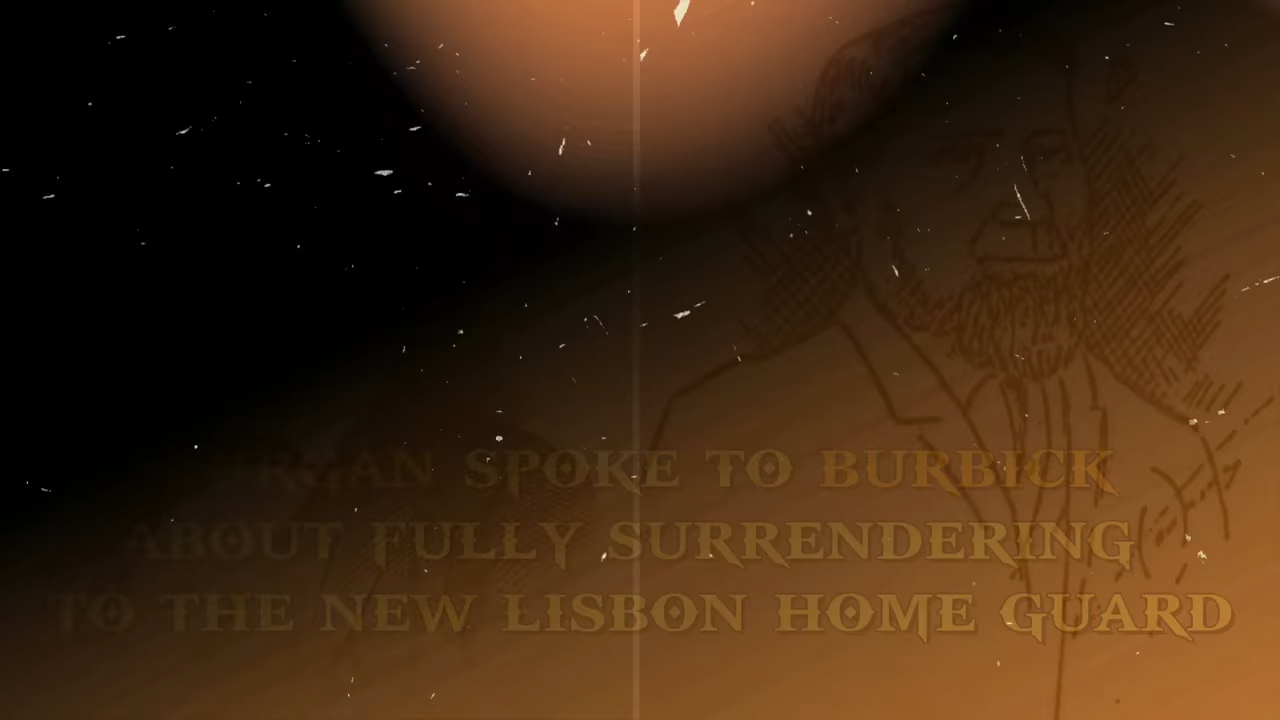 SPOKE TO BURBICK
ABOUT FULLY SURRENDERING
TO THE NEW LISBON HOME GUARD